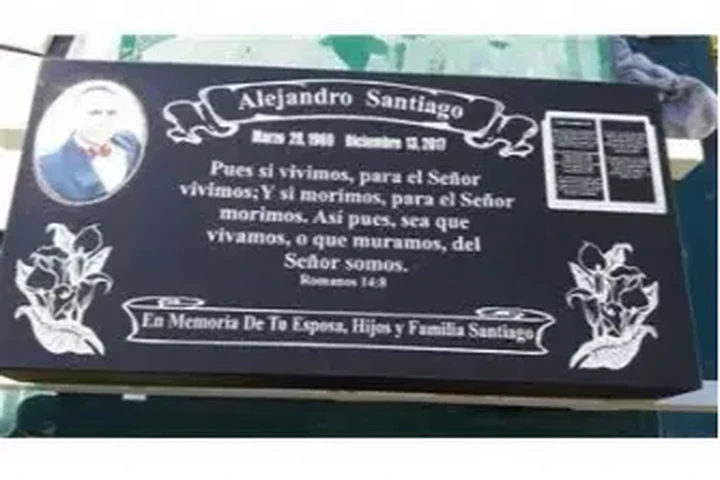 Alejandro Santiago
Marzo 28, 1960 Diciembre 13, 2017
Pues si vivimos, para el Señor
vivimos; Y si morimos, para el Señor
morimos. Así pues, sea que
vivamos, o que muramos, del
Señor somos.
Romanos 14:8
En Memoria De Tu Esposa, Hijos y Familia Santiago